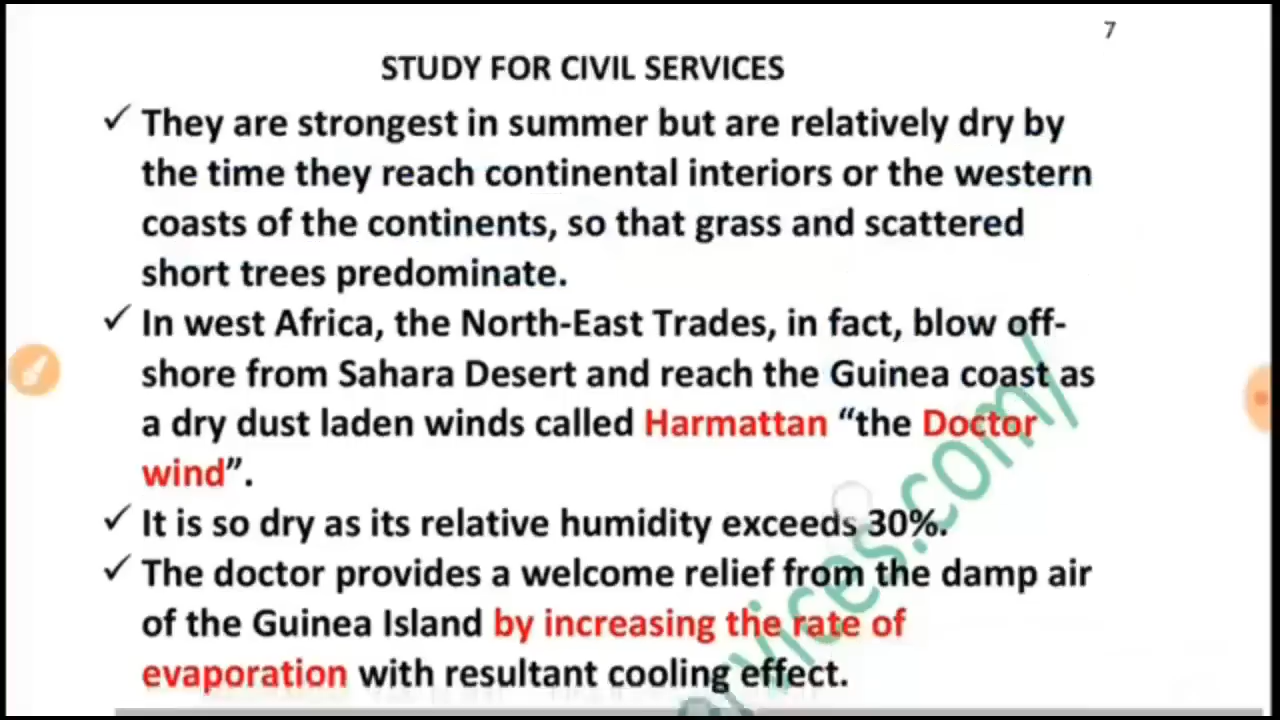 7
STUDY FOR CIVIL SERVICES
✓ They are strongest in summer but are relatively dry by
the time they reach continental interiors or the western
coasts of the continents, so that grass and scattered
short trees predominate.
✓ In west Africa, the North-East Trades, in fact, blow off-
shore from Sahara Desert and reach the Guinea coast as
a dry dust laden winds called Harmattan “the Doctor
wind”.
✓ It is so dry as its relative humidity exceeds 30%.
✓ The doctor provides a welcome relief from the damp air
of the Guinea Island by increasing the rate of
evaporation with resultant cooling effect.
rvices.com/